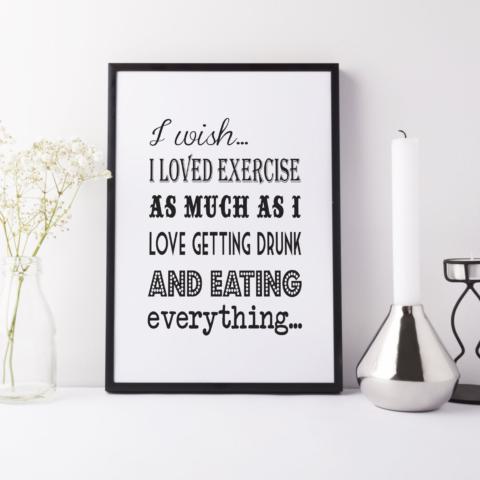 I wish...
I LOVED EXERCISE
AS MUCH AS I
LOVE GETTING DRUNK
AND EATING
everything...